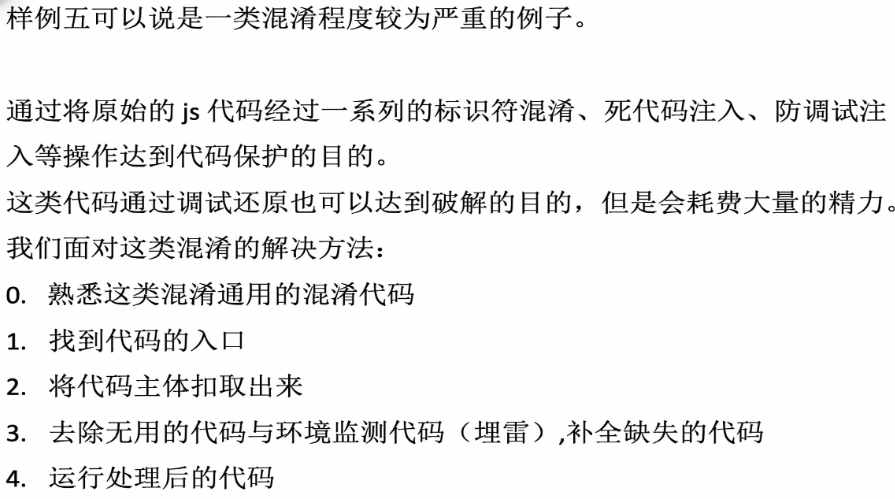 样例五可以说是一类混淆程度较为严重的例子。
通过将原始的 js 代码经过一系列的标识符混淆、死代码注入、防调试注
入等操作达到代码保护的目的。
这类代码通过调试还原也可以达到破解的目的，但是会耗费大量的精力。
我们面对这类混淆的解决方法：
0. 熟悉这类混淆通用的混淆代码
1. 找到代码的入口
2. 将代码主体扣取出来
3. 去除无用的代码与环境监测代码（埋雷）,补全缺失的代码
4. 运行处理后的代码